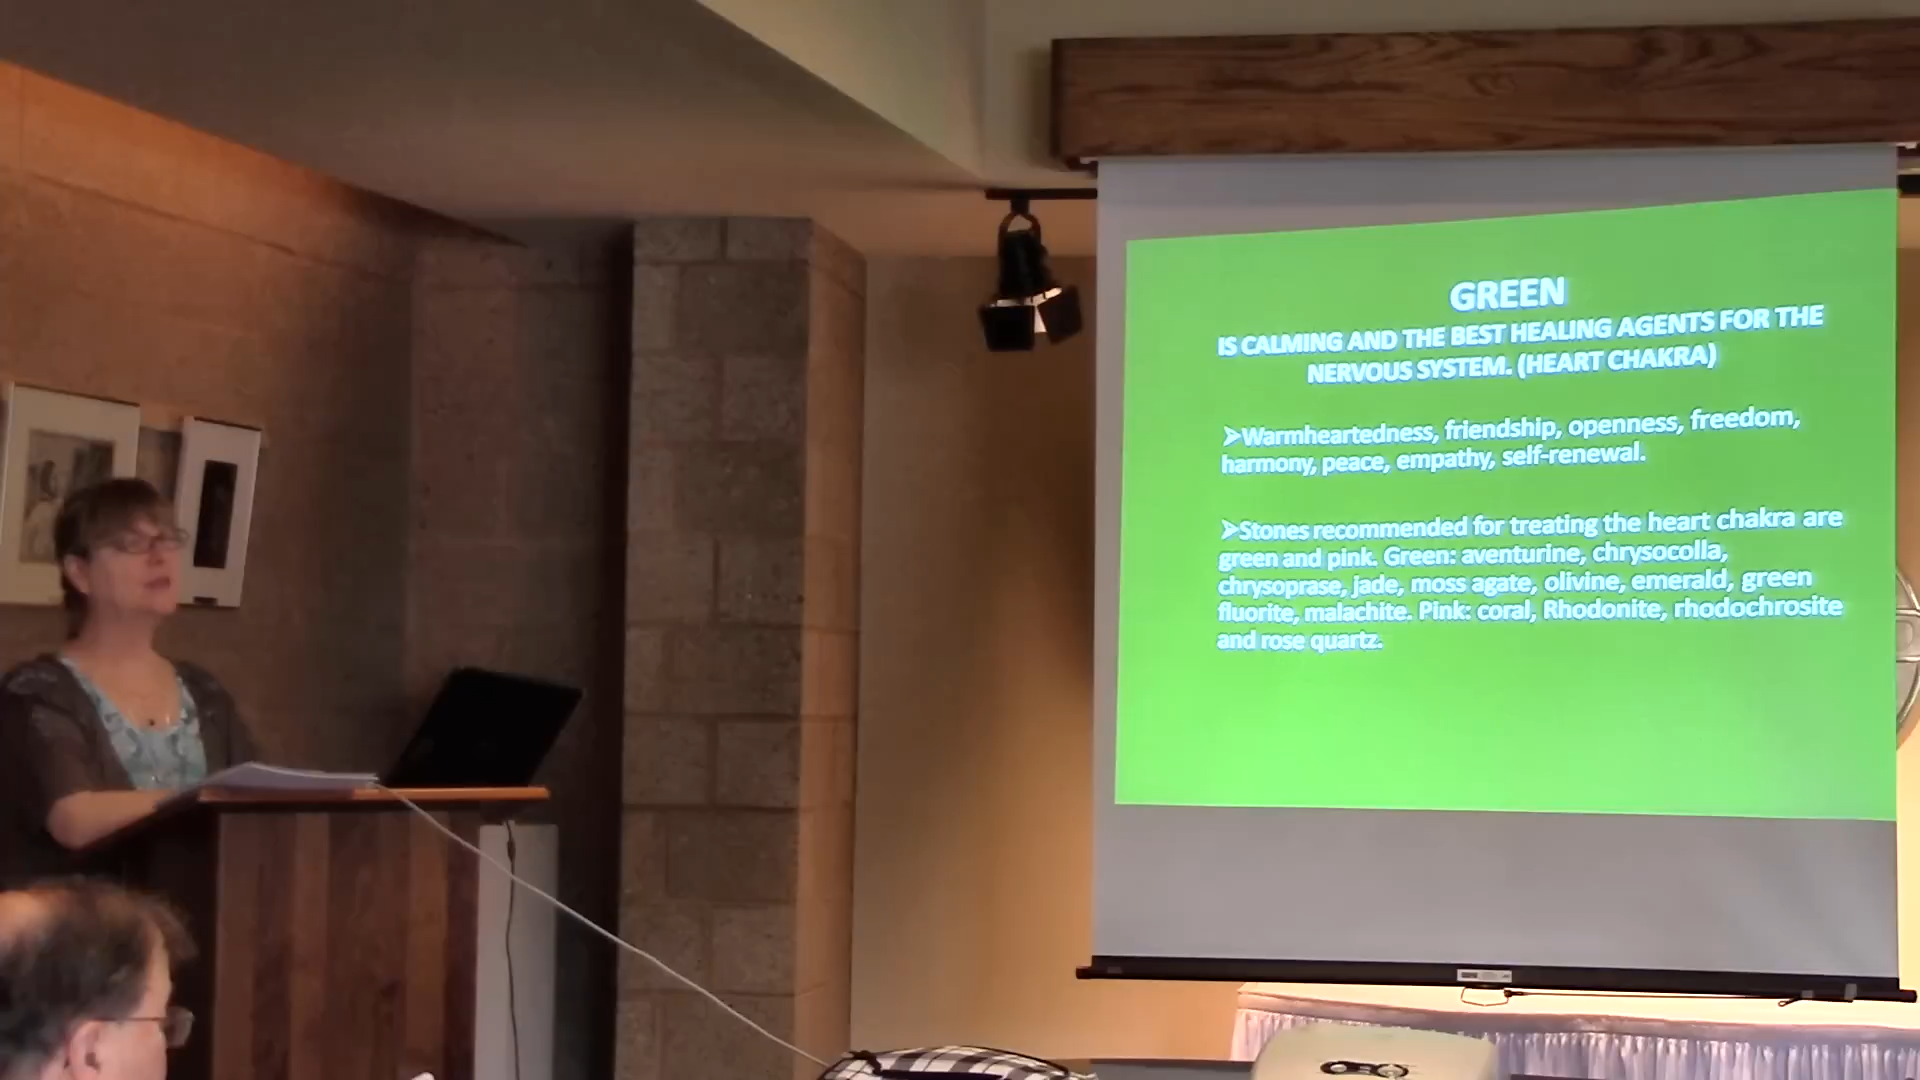 GREEN
IS CALMING AND THE BEST HEALING AGENTS FOR THE
NERVOUS SYSTEM. (HEART CHAKRA)
➢Warmheartedness, friendship, openness, freedom,
harmony, peace, empathy, self-renewal.
➢Stones recommended for treating the heart chakra are
green and pink. Green: aventurine, chrysocolla,
chrysoprase, jade, moss agate, olivine, emerald, green
fluorite, malachite. Pink: coral, Rhodonite, rhodochrosite
and rose quartz.